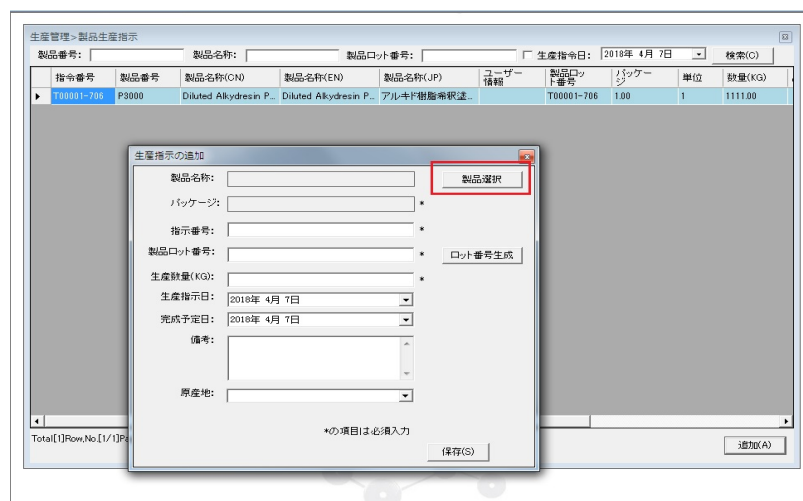 生産管理>製品生産指示
製品番号: 製品名称: 製品ロット番号: 生産指令日: 2018年 4月 7日 検索(C)
指令番号 製品番号 製品名称(CN) 製品名称(EN) 製品名称(JP) ユーザー情報 製品ロット番号 パッケージ 単位 数量(KG)
T00001-706 P3000 Diluted Alkydresin P... Diluted Alkydresin P... アルキド樹脂希釈塗... T00001-706 1.00 1 1111.00
生産指示の追加
製品名称: 製品選択
パッケージ: *
指示番号: *
製品ロット番号: * ロット番号生成
生産数量(KG): *
生産指示日: 2018年 4月 7日
完成予定日: 2018年 4月 7日
備考:
原産地:
*の項目は必須入力
保存(S)
Total[1]Row,No.[1/1]Pa
追加(A)